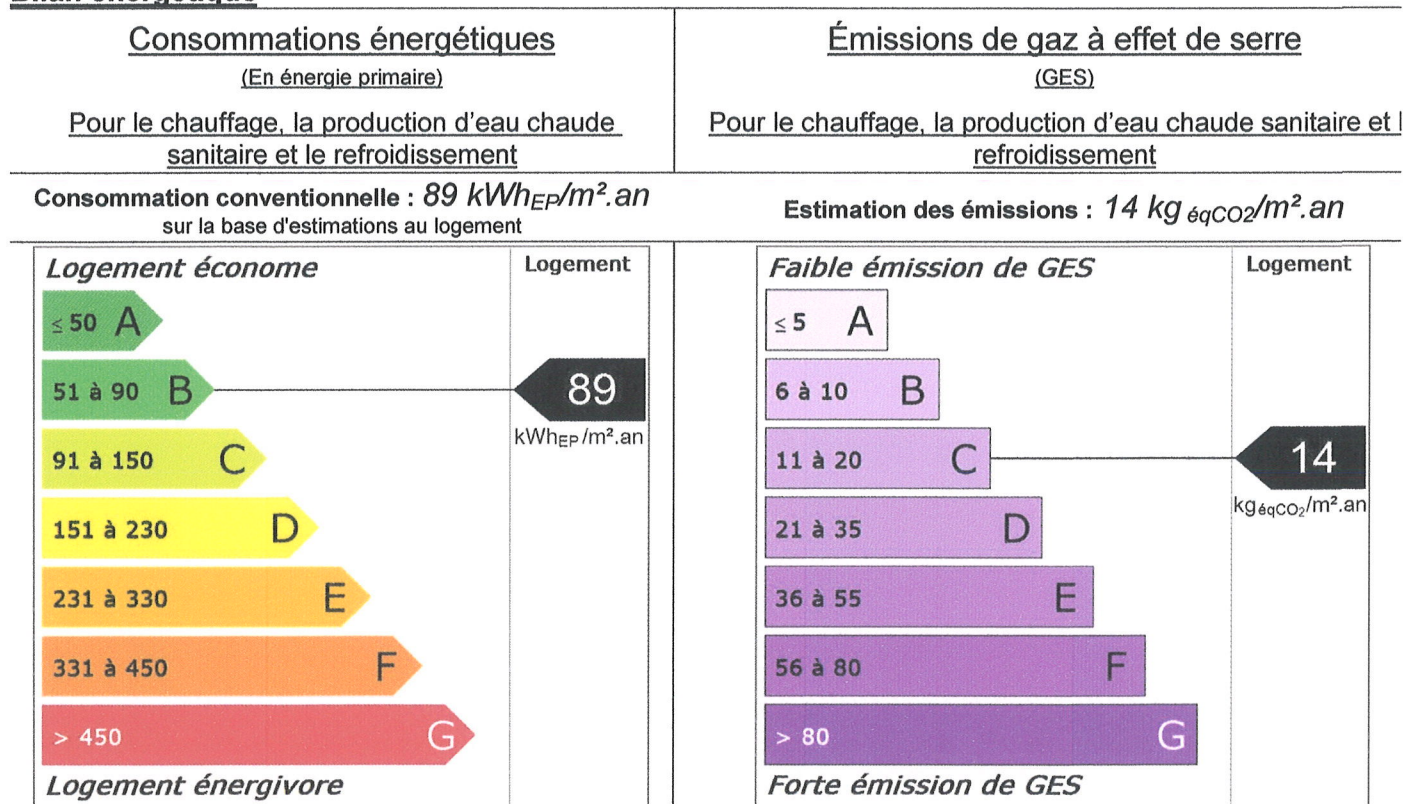 Bilan énergétique
Consommations énergétiques
(En énergie primaire)
Pour le chauffage, la production d'eau chaude
sanitaire et le refroidissement
Consommation conventionnelle : 89 kWhEP/m².an
sur la base d'estimations au logement
Logement économe
Logement
≤ 50 A
51 à 90 B
89
kWhEP/m².an
91 à 150 C
151 à 230 D
231 à 330 E
331 à 450 F
> 450 G
Logement énergivore
Émissions de gaz à effet de serre
(GES)
Pour le chauffage, la production d'eau chaude sanitaire et
refroidissement
Estimation des émissions : 14 kg éqCO2/m².an
Faible émission de GES
Logement
≤ 5 A
6 à 10 B
11 à 20 C
14
kgéqCO2/m².an
21 à 35 D
36 à 55 E
56 à 80 F
> 80 G
Forte émission de GES